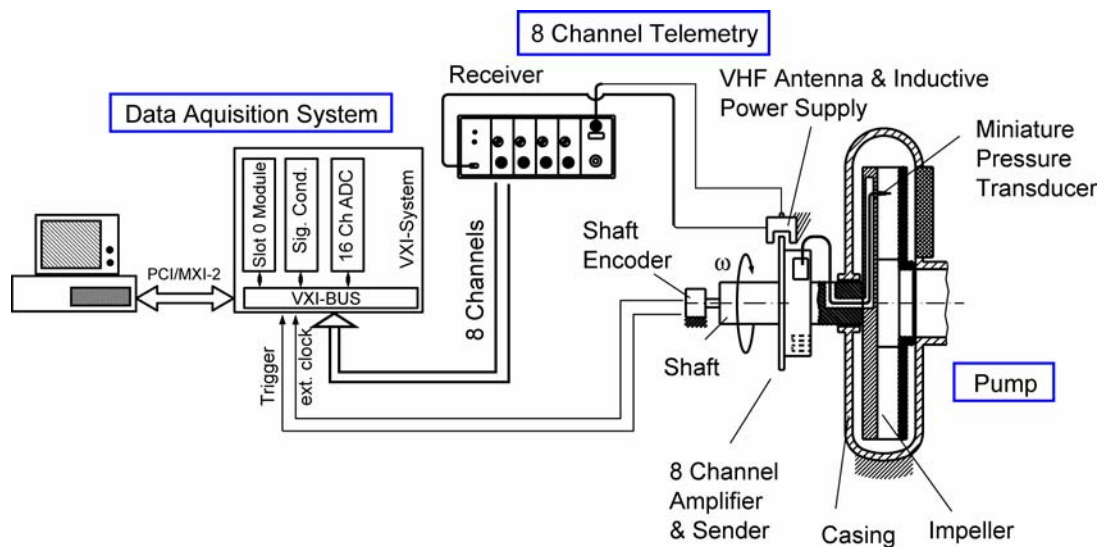 8 Channel Telemetry
Receiver
VHF Antenna & Inductive
Power Supply
Data Aquisition System
Miniature
Pressure
Transducer
Slot 0 Module
Sig. Cond.
16 Ch ADC
VXI-System
Shaft
Encoder
ω
PCI/MXI-2
VXI-BUS
8 Channels
Trigger
ext. clock
Shaft
Pump
8 Channel
Amplifier
& Sender
Casing
Impeller